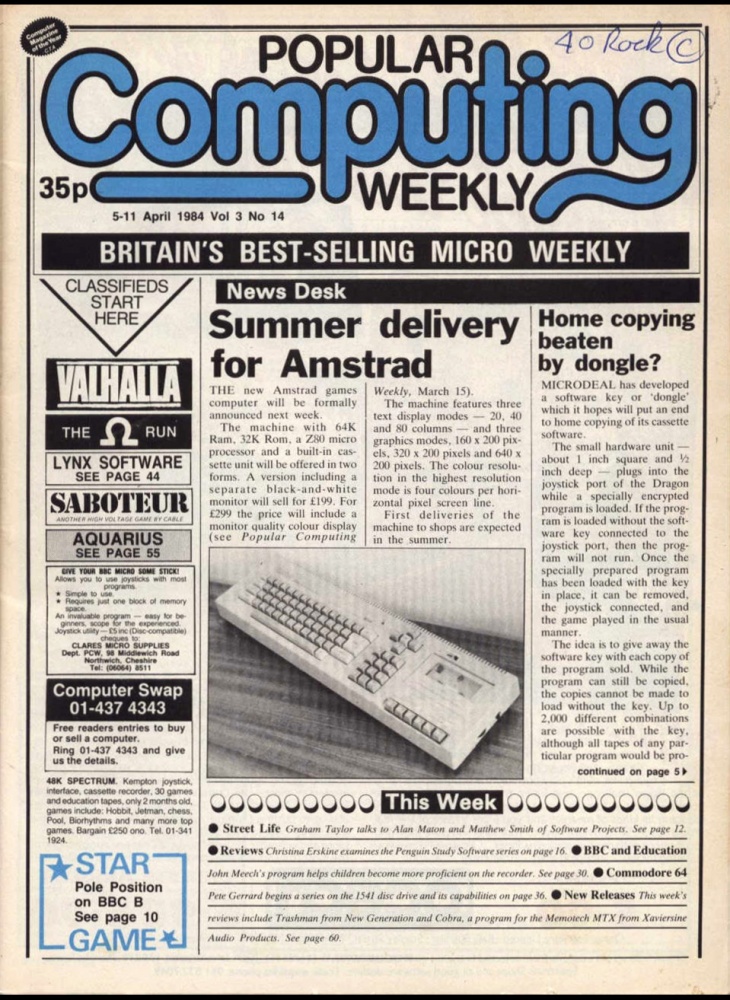 Computer
Magazine
of the Year
40 Rock C
POPULAR
Computing
WEEKLY
35p
5-11 April 1984 Vol 3 No 14
BRITAIN'S BEST-SELLING MICRO WEEKLY
CLASSIFIEDS
START
HERE
VALHALLA
THE Ω RUN
LYNX SOFTWARE
SEE PAGE 44
SABOTEUR
ANOTHER HIGH VOLTAGE GAME BY CABLE
AQUARIUS
SEE PAGE 55
GIVE YOUR BBC MICRO SOME STICK!
Allows you to use joysticks with most
programs.
★ Simple to use.
★ Requires just one block of memory
space.
An invaluable program — easy for be-
ginners, scope for the experienced.
Joystick utility — £5 inc (Disc-compatible)
cheques to:
CLARES MICRO SUPPLIES
Dept. PCW, 98 Middlewich Road
Northwich, Cheshire
Tel: (06064) 8511
Computer Swap
01-437 4343
Free readers entries to buy
or sell a computer.
Ring 01-437 4343 and give
us the details.
48K SPECTRUM. Kempton joystick,
interface, cassette recorder, 30 games
and education tapes, only 2 months old,
games include: Hobbit, Jetman, chess,
Pool, Biorhythms and many more top
games. Bargain £250 ono. Tel. 01-341
1924.
STAR
Pole Position
on BBC B
See page 10
GAME
News Desk
Summer delivery
for Amstrad
THE new Amstrad games
computer will be formally
announced next week.
The machine with 64K
Ram, 32K Rom, a Z80 micro
processor and a built-in cas-
sette unit will be offered in two
forms. A version including a
separate black-and-white
monitor will sell for £199. For
£299 the price will include a
monitor quality colour display
(see Popular Computing
Weekly, March 15).
The machine features three
text display modes — 20, 40
and 80 columns — and three
graphics modes, 160 x 200 pix-
els, 320 x 200 pixels and 640 x
200 pixels. The colour resolu-
tion in the highest resolution
mode is four colours per hori-
zontal pixel screen line.
First deliveries of the
machine to shops are expected
in the summer.
Home copying
beaten
by dongle?
MICRODEAL has developed
a software key or 'dongle'
which it hopes will put an end
to home copying of its cassette
software.
The small hardware unit —
about 1 inch square and ½
inch deep — plugs into the
joystick port of the Dragon
while a specially encrypted
program is loaded. If the prog-
ram is loaded without the soft-
ware key connected to the
joystick port, then the prog-
ram will not run. Once the
specially prepared program
has been loaded with the key
in place, it can be removed,
the joystick connected, and
the game played in the usual
manner.
The idea is to give away the
software key with each copy of
the program sold. While the
program can still be copied,
the copies cannot be made to
load without the key. Up to
2,000 different combinations
are possible with the key,
although all tapes of any par-
ticular program would be pro-
continued on page 5
This Week
● Street Life Graham Taylor talks to Alan Maton and Matthew Smith of Software Projects. See page 12.
● Reviews Christina Erskine examines the Penguin Study Software series on page 16. ● BBC and Education
John Meech's program helps children become more proficient on the recorder. See page 30. ● Commodore 64
Pete Gerrard begins a series on the 1541 disc drive and its capabilities on page 36. ● New Releases This week's
reviews include Trashman from New Generation and Cobra, a program for the Memotech MTX from Xaviersine
Audio Products. See page 60.